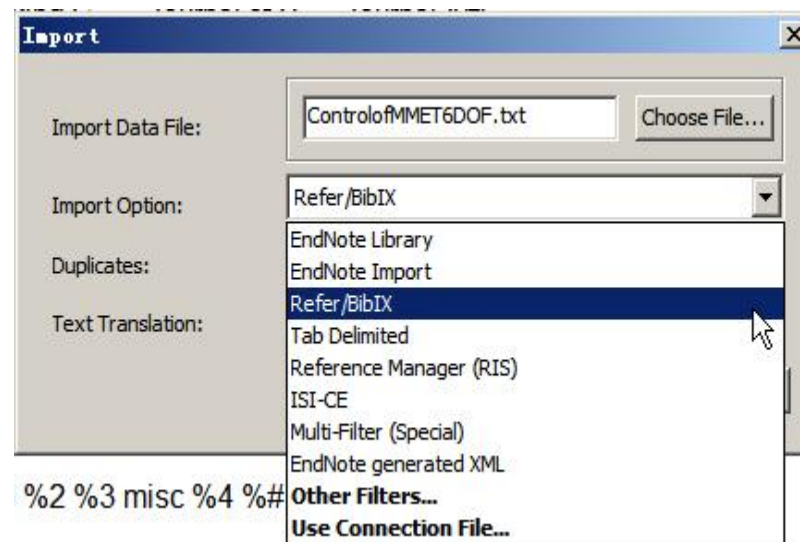 Import
Import Data File:
ControlofMMET6DOF.txt
Choose File...
Import Option:
Refer/BibIX
EndNote Library
EndNote Import
Duplicates:
Refer/BibIX
Text Translation:
Tab Delimited
Reference Manager (RIS)
ISI-CE
Multi-Filter (Special)
EndNote generated XML
%2 %3 misc %4 %#
Other Filters...
Use Connection File...